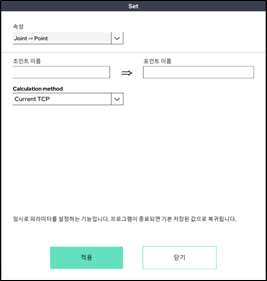 Set
속성
Joint ⇒ Point
조인트 이름
⇒
포인트 이름
Calculation method
Current TCP
임시로 파라미터를 설정하는 기능입니다. 프로그램이 종료되면 기본 저장된 값으로 복귀됩니다.
적용
닫기